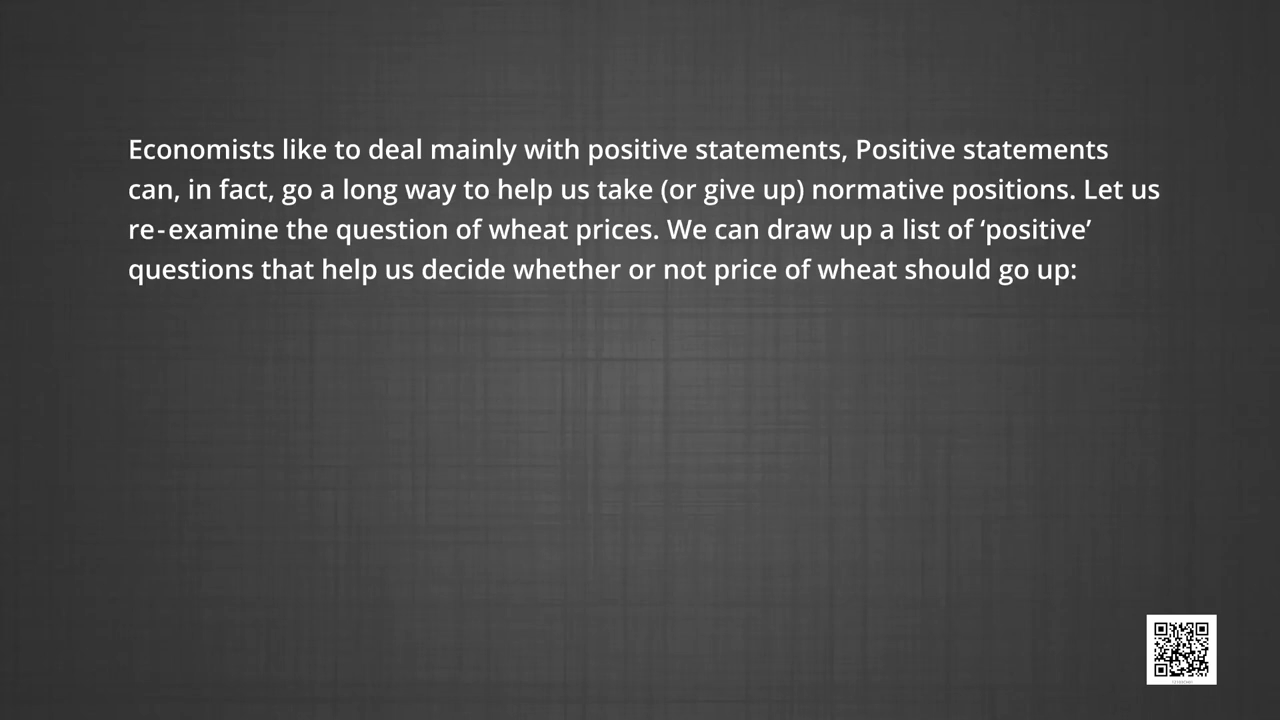 Economists like to deal mainly with positive statements, Positive statements
can, in fact, go a long way to help us take (or give up) normative positions. Let us
re-examine the question of wheat prices. We can draw up a list of ‘positive’
questions that help us decide whether or not price of wheat should go up: